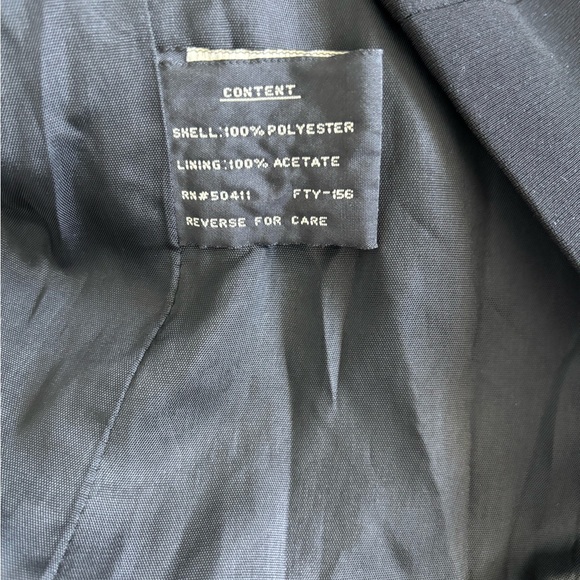 CONTENT
SHELL:100% POLYESTER
LINING:100% ACETATE
RN#50411 FTY-156
REVERSE FOR CARE